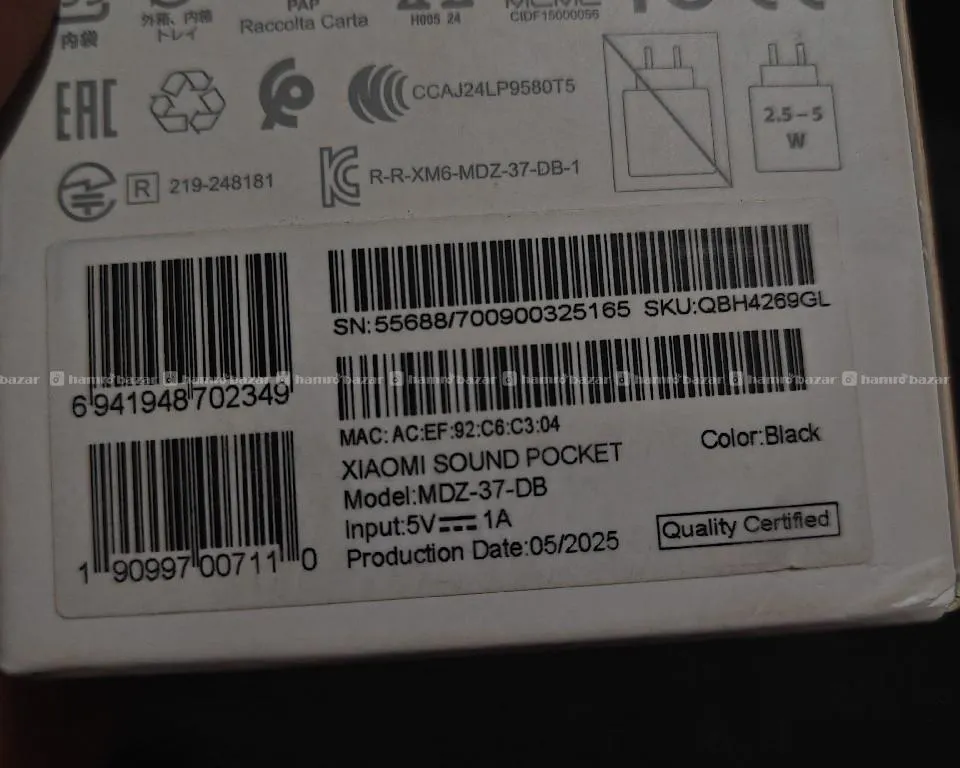 内袋
外箱、内箱
トレイ
PAP
Raccolta Carta
H005 24
CIDF15000056
EAC
CCAJ24LP9580T5
2.5–5
W
R 219-248181
R-R-XM6-MDZ-37-DB-1
SN:55688/700900325165 SKU:QBH4269GL
6 941948 702349
hamrobazar hamrobazar hamrobazar hamrobazar hamrobazar hamrobazar hamrobazar hamrobazar
MAC:AC:EF:92:C6:C3:04
XIAOMI SOUND POCKET
Color:Black
Model:MDZ-37-DB
Input:5V⎓1A
Quality Certified
Production Date:05/2025
1 90997 00711 0